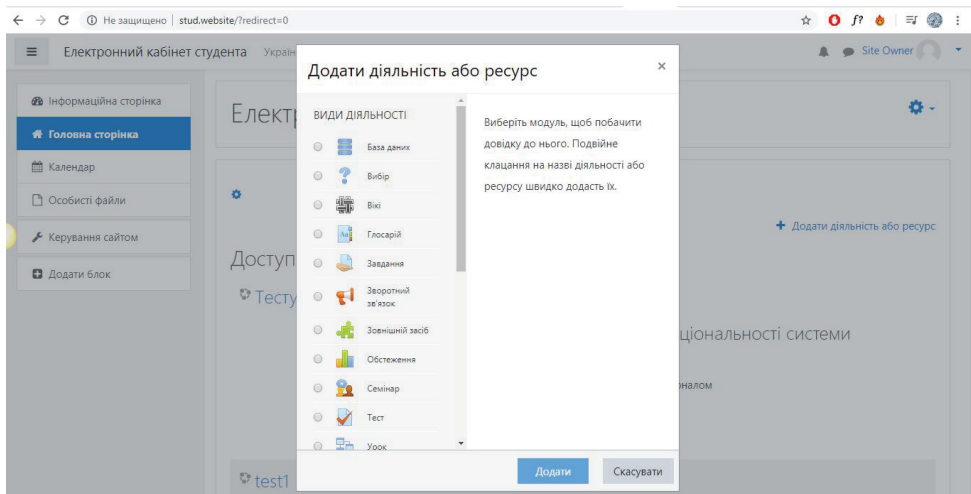 Не защищено | stud.website/?redirect=0
f?
Електронний кабінет студента Україн
Site Owner
Додати діяльність або ресурс
×
Інформаційна сторінка
Головна сторінка
Календар
Особисті файли
Керування сайтом
Додати блок
Елект
ВИДИ ДІЯЛЬНОСТІ
База даних
Вибір
Вікі
Глосарій
Завдання
Зворотний
зв'язок
Зовнішній засіб
Обстеження
Семінар
Тест
Урок
Виберіть модуль, щоб побачити
довідку до нього. Подвійне
клацання на назві діяльності або
ресурсу швидко додасть їх.
+ Додати діяльність або ресурс
Доступ
Тесту
ціональності системи
налом
test1
Додати
Скасувати